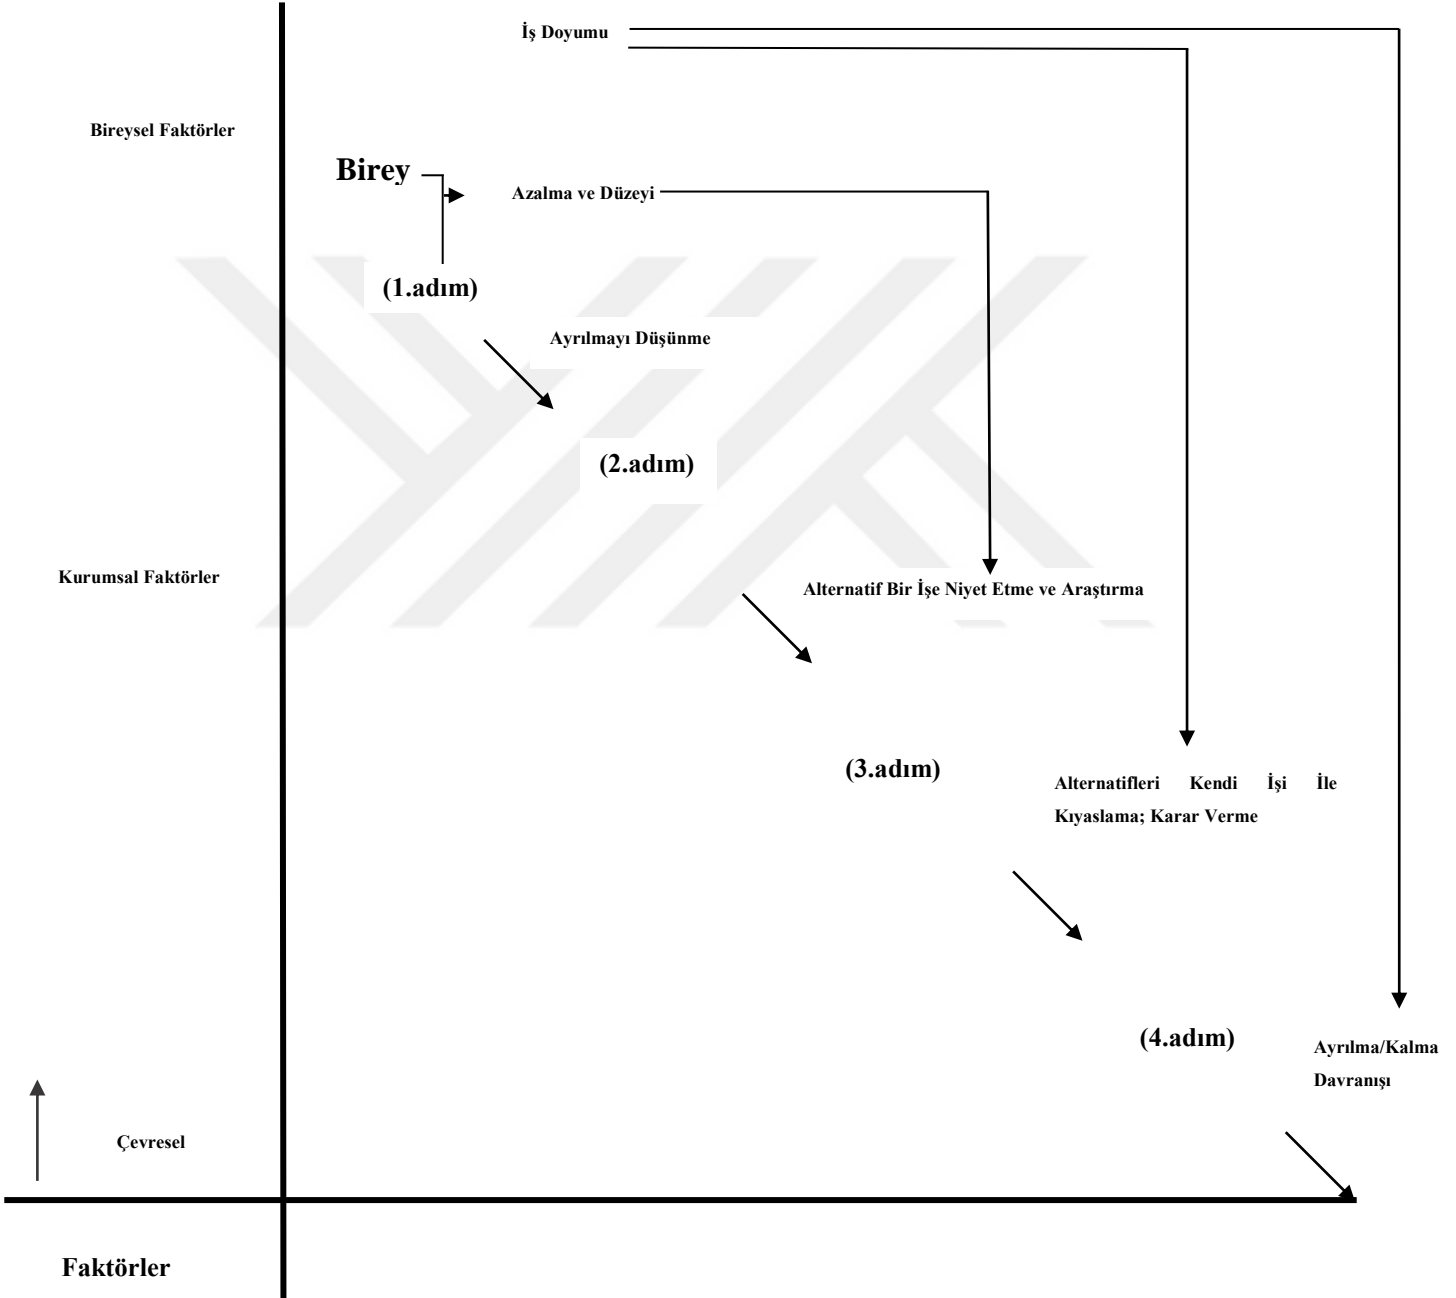 İş Doyumu
Bireysel Faktörler
Birey
Azalma ve Düzeyi
(1.adım)
Ayrılmayı Düşünme
(2.adım)
Kurumsal Faktörler
Alternatif Bir İşe Niyet Etme ve Araştırma
(3.adım)
Alternatifleri Kendi İşi İle
Kıyaslama; Karar Verme
(4.adım)
Ayrılma/Kalma
Davranışı
Çevresel
Faktörler